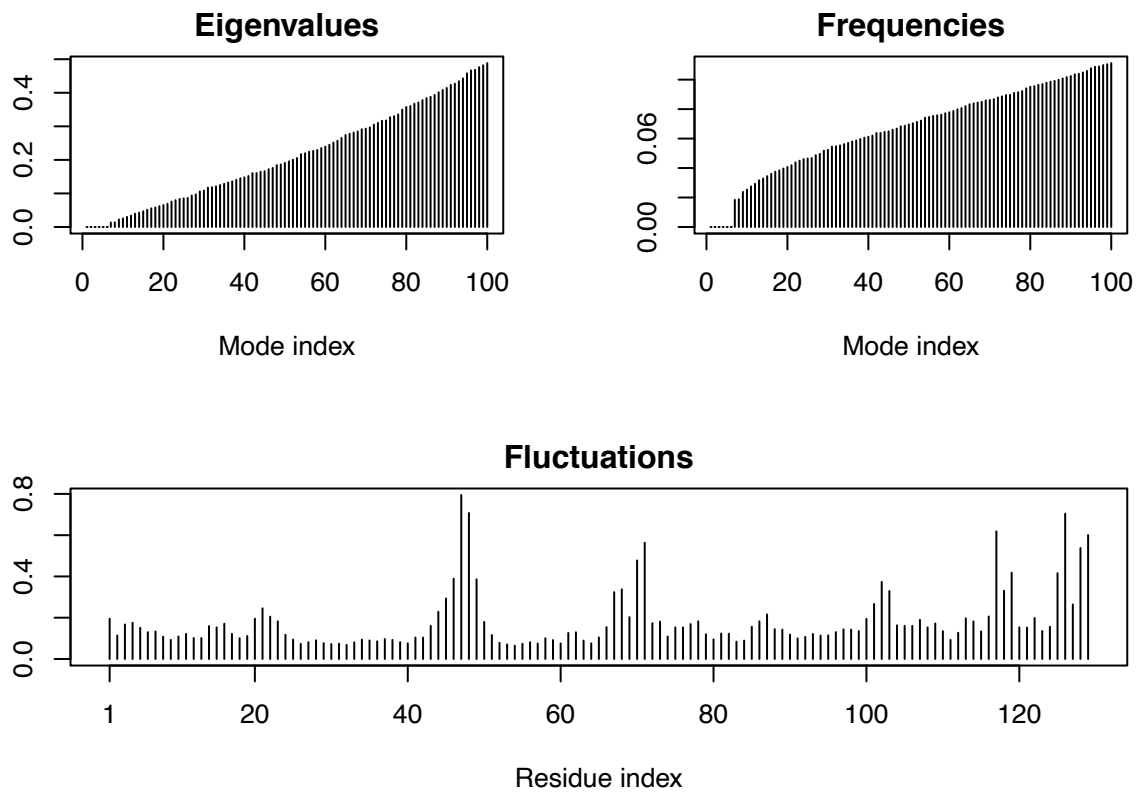 Eigenvalues
0.0 0.2 0.4
0 20 40 60 80 100
Mode index
Frequencies
0.00 0.06
0 20 40 60 80 100
Mode index
Fluctuations
0.0 0.4 0.8
1 20 40 60 80 100 120
Residue index